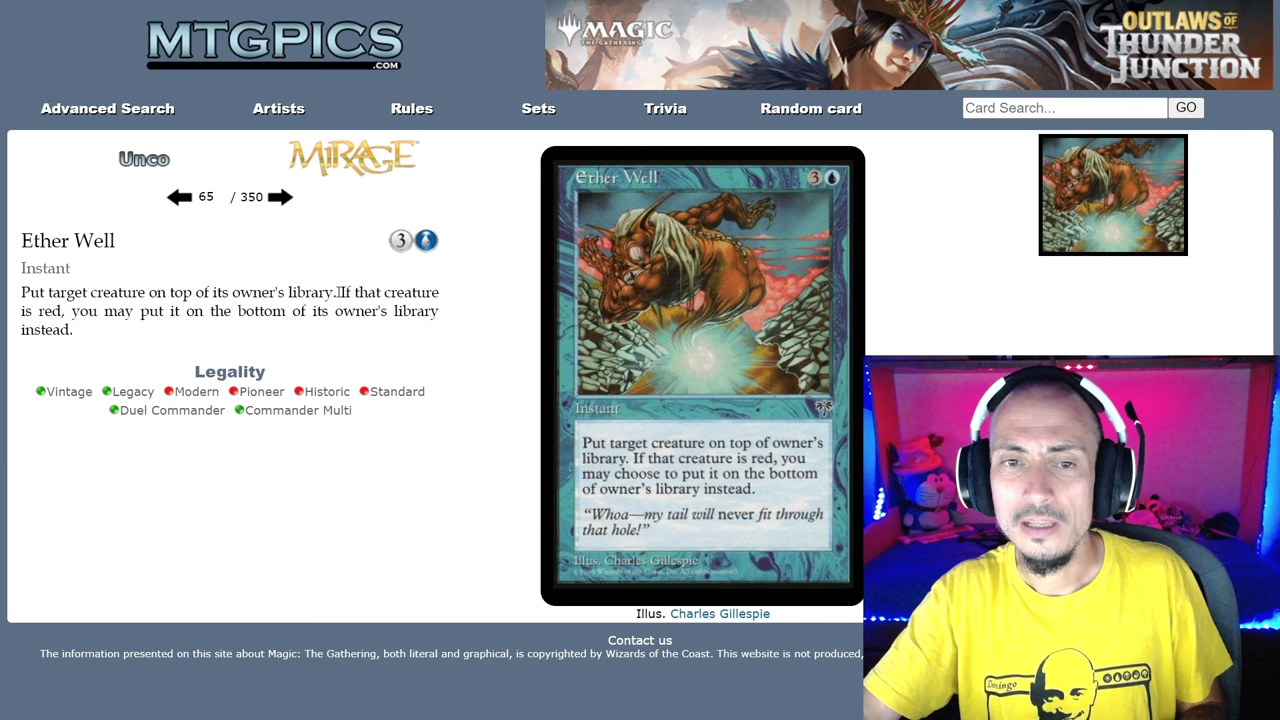 MTGPICS
.COM
MAGIC
THE GATHERING
OUTLAWS OF
THUNDER
JUNCTION
Advanced Search
Artists
Rules
Sets
Trivia
Random card
Card Search...
GO
Unco
MIRAGE
65 / 350
Ether Well
3
Instant
Put target creature on top of its owner's library.If that creature
is red, you may put it on the bottom of its owner's library
instead.
Legality
Vintage Legacy Modern Pioneer Historic Standard
Duel Commander Commander Multi
Ether Well
3
Instant
Put target creature on top of owner's
library. If that creature is red, you
may choose to put it on the bottom
of owner's library instead.
“Whoa—my tail will never fit through
that hole!”
Illus. Charles Gillespie
Illus. Charles Gillespie
Domingo
Contact us
The information presented on this site about Magic: The Gathering, both literal and graphical, is copyrighted by Wizards of the Coast. This website is not produced,